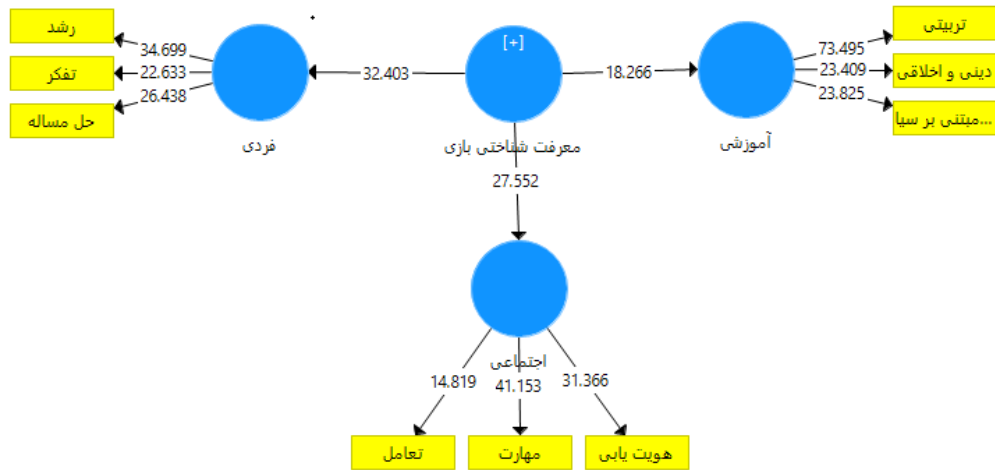 رشد
تفکر
حل مساله
34.699
22.633
26.438
فردی
32.403
[+]
معرفت شناختی بازی
18.266
آموزشی
73.495
23.409
23.825
تربیتی
دینی و اخلاقی
مبتنی بر سیا...
27.552
اجتماعی
14.819
41.153
31.366
تعامل
مهارت
هویت یابی